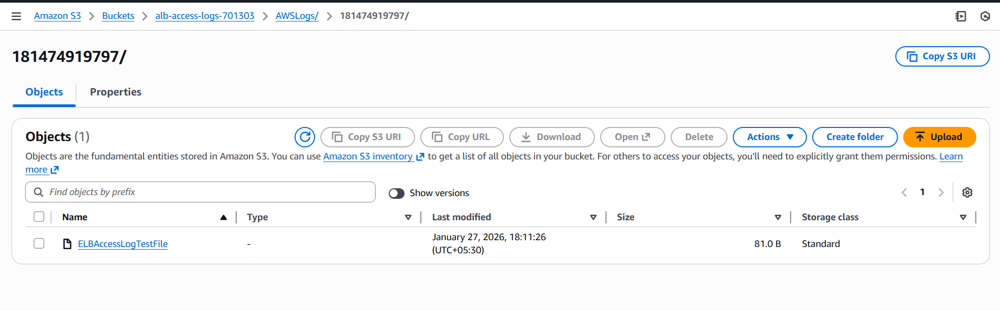 Amazon S3 > Buckets > alb-access-logs-701303 > AWSLogs/ > 181474919797/
181474919797/
Copy S3 URI
Objects
Properties
Objects (1)
Copy S3 URI
Copy URL
Download
Open
Delete
Actions
Create folder
Upload
Objects are the fundamental entities stored in Amazon S3. You can use Amazon S3 inventory to get a list of all objects in your bucket. For others to access your objects, you'll need to explicitly grant them permissions. Learn
more
Find objects by prefix
Show versions
1
Name
Type
Last modified
Size
Storage class
ELBAccessLogTestFile
-
January 27, 2026, 18:11:26
(UTC+05:30)
81.0 B
Standard